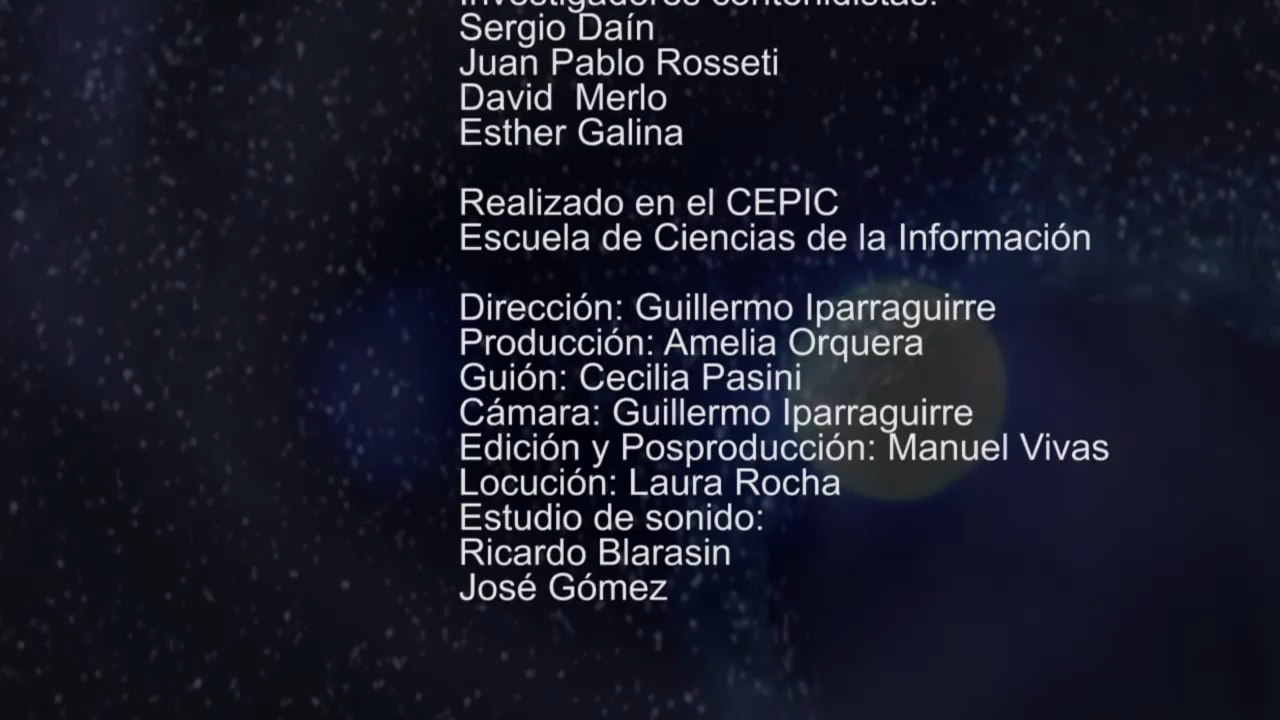 Investigadores contenidistas:
Sergio Daín
Juan Pablo Rosseti
David  Merlo
Esther Galina
Realizado en el CEPIC
Escuela de Ciencias de la Información
Dirección: Guillermo Iparraguirre
Producción: Amelia Orquera
Guión: Cecilia Pasini
Cámara: Guillermo Iparraguirre
Edición y Posproducción: Manuel Vivas
Locución: Laura Rocha
Estudio de sonido:
Ricardo Blarasin
José Gómez